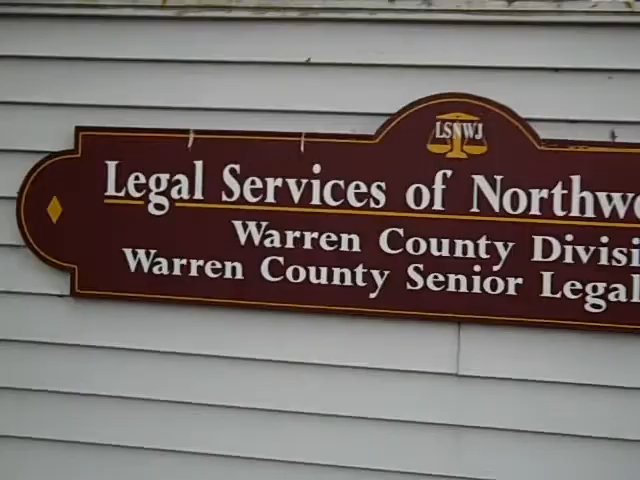 LSNWJ
Legal Services of Northwe
Warren County Divisi
Warren County Senior Legal